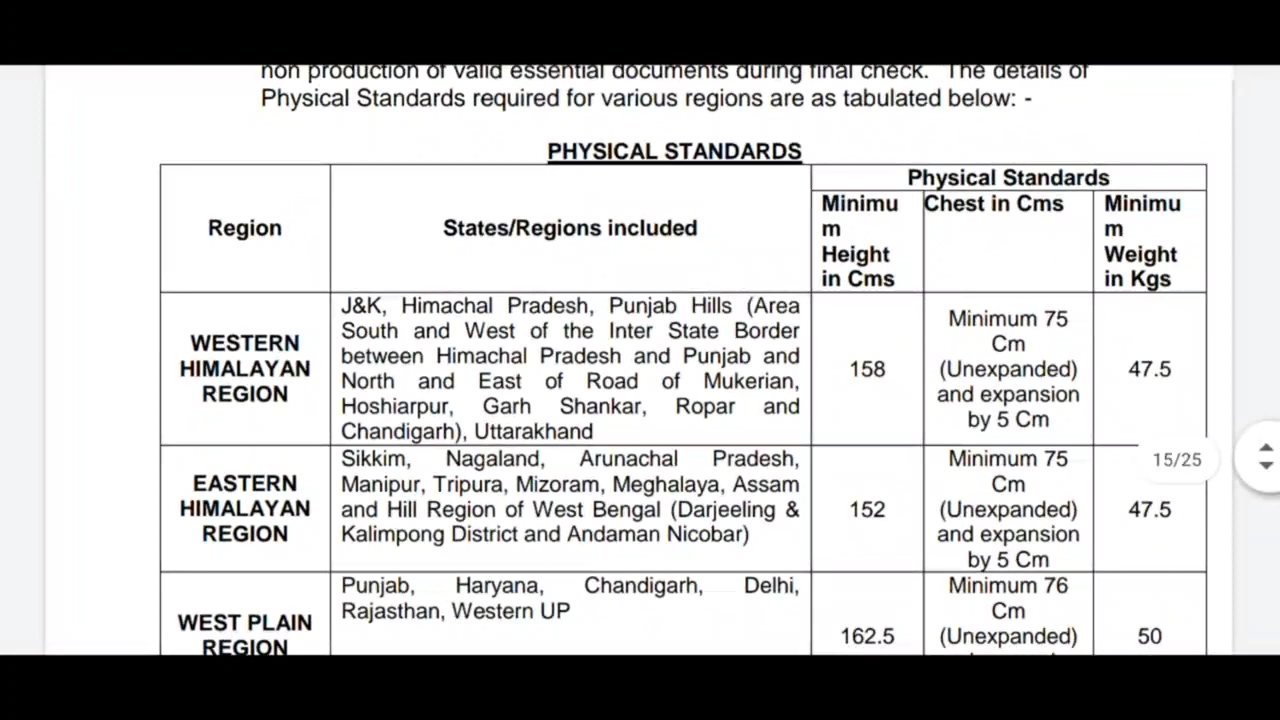 non production of valid essential documents during final check. The details of
Physical Standards required for various regions are as tabulated below: -
PHYSICAL STANDARDS
Region
States/Regions included
Physical Standards
Minimu
m
Height
in Cms
Chest in Cms
Minimu
m
Weight
in Kgs
WESTERN
HIMALAYAN
REGION
J&K, Himachal Pradesh, Punjab Hills (Area
South and West of the Inter State Border
between Himachal Pradesh and Punjab and
North and East of Road of Mukerian,
Hoshiarpur, Garh Shankar, Ropar and
Chandigarh), Uttarakhand
158
Minimum 75
Cm
(Unexpanded)
and expansion
by 5 Cm
47.5
EASTERN
HIMALAYAN
REGION
Sikkim, Nagaland, Arunachal Pradesh,
Manipur, Tripura, Mizoram, Meghalaya, Assam
and Hill Region of West Bengal (Darjeeling &
Kalimpong District and Andaman Nicobar)
152
Minimum 75
Cm
(Unexpanded)
and expansion
by 5 Cm
47.5
15/25
WEST PLAIN
REGION
Punjab, Haryana, Chandigarh, Delhi,
Rajasthan, Western UP
162.5
Minimum 76
Cm
(Unexpanded)
50